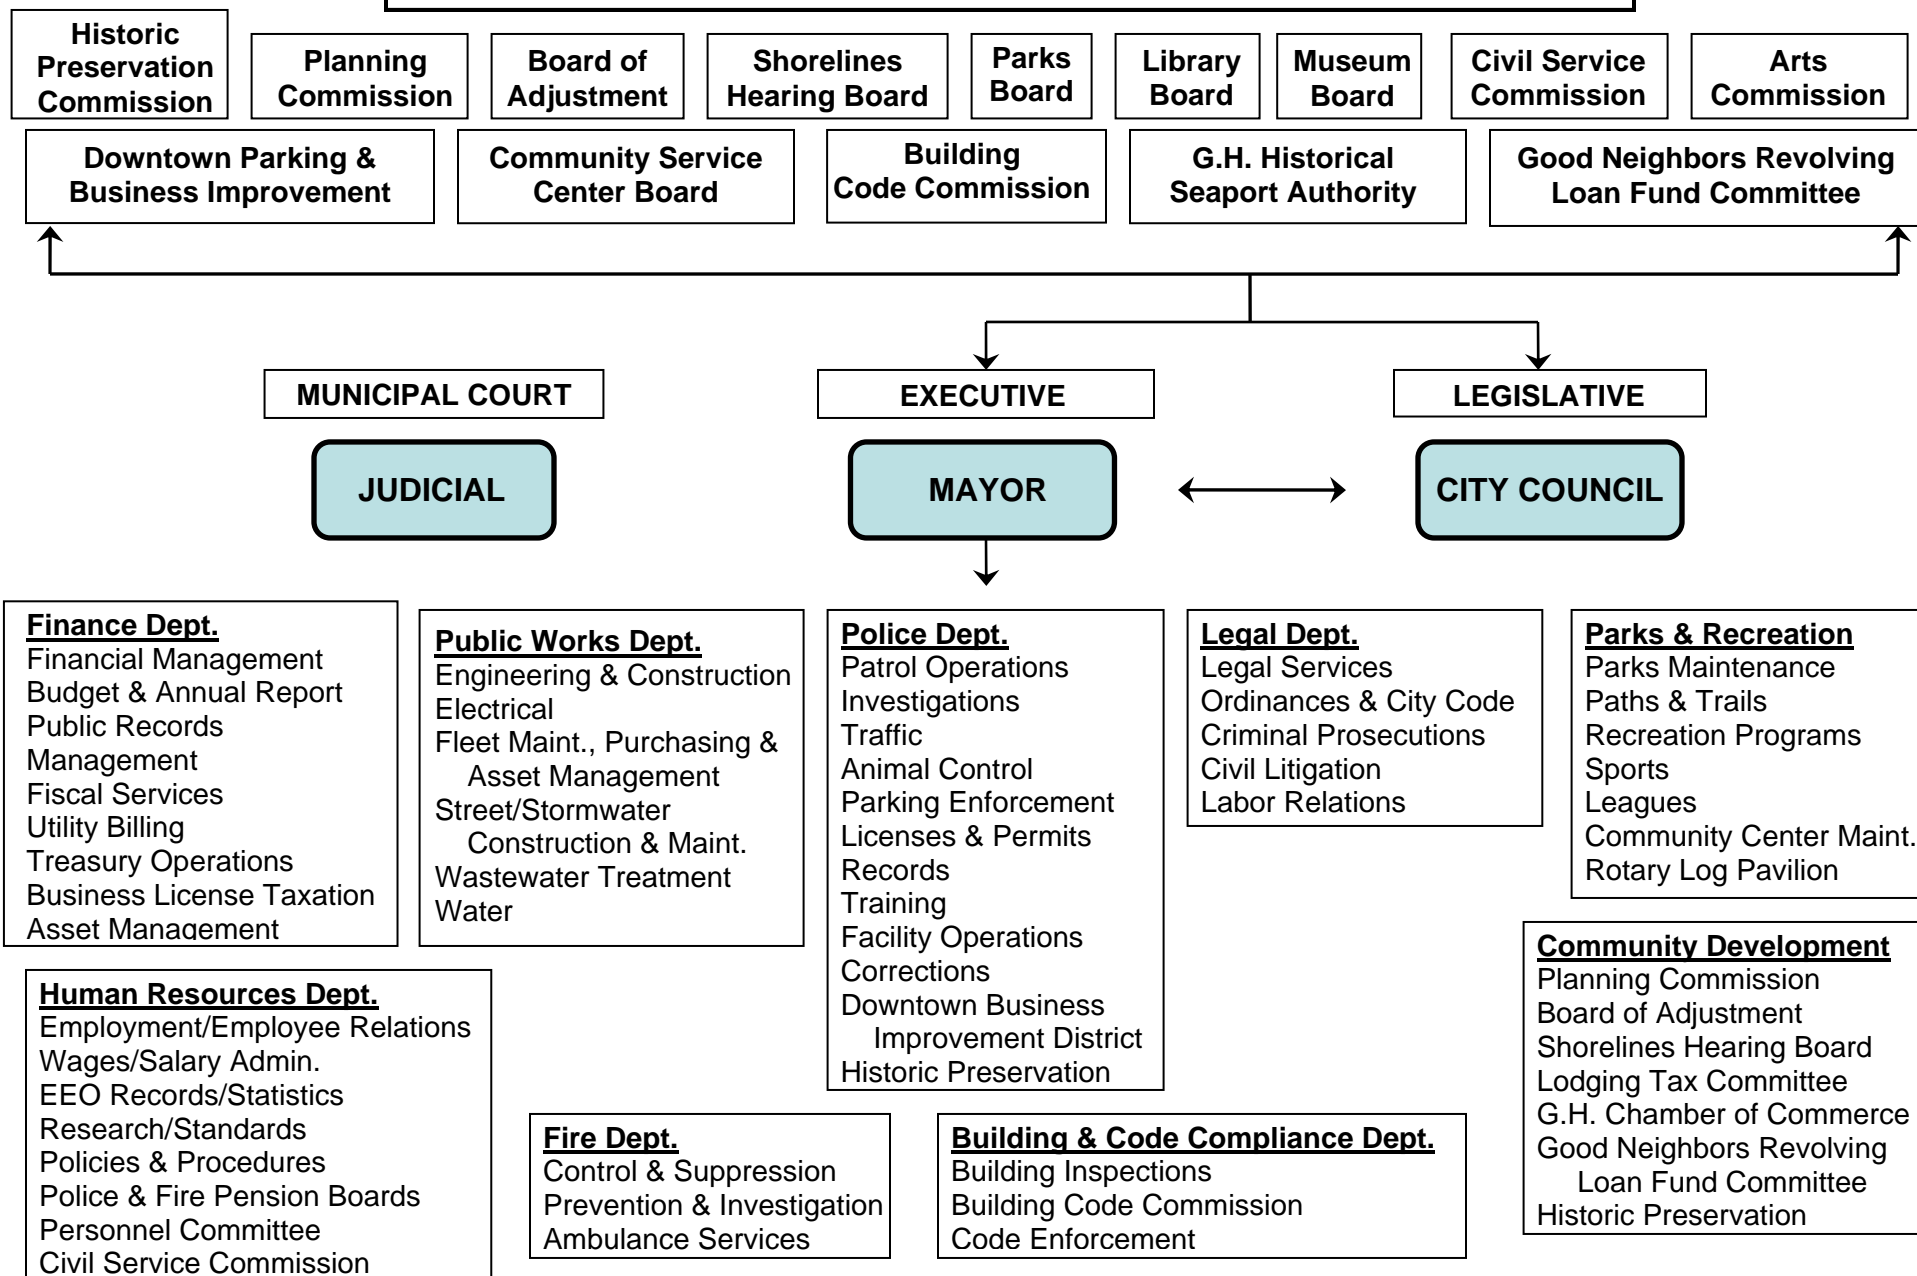 Historic
Preservation
Commission
Planning
Commission
Board of
Adjustment
Shorelines
Hearing Board
Parks
Board
Library
Board
Museum
Board
Civil Service
Commission
Arts
Commission
Downtown Parking &
Business Improvement
Community Service
Center Board
Building
Code Commission
G.H. Historical
Seaport Authority
Good Neighbors Revolving
Loan Fund Committee
MUNICIPAL COURT
EXECUTIVE
LEGISLATIVE
JUDICIAL
MAYOR
CITY COUNCIL
Finance Dept.
Financial Management
Budget & Annual Report
Public Records
Management
Fiscal Services
Utility Billing
Treasury Operations
Business License Taxation
Asset Management
Public Works Dept.
Engineering & Construction
Electrical
Fleet Maint., Purchasing &
Asset Management
Street/Stormwater
Construction & Maint.
Wastewater Treatment
Water
Police Dept.
Patrol Operations
Investigations
Traffic
Animal Control
Parking Enforcement
Licenses & Permits
Records
Training
Facility Operations
Corrections
Downtown Business
Improvement District
Historic Preservation
Legal Dept.
Legal Services
Ordinances & City Code
Criminal Prosecutions
Civil Litigation
Labor Relations
Parks & Recreation
Parks Maintenance
Paths & Trails
Recreation Programs
Sports
Leagues
Community Center Maint.
Rotary Log Pavilion
Human Resources Dept.
Employment/Employee Relations
Wages/Salary Admin.
EEO Records/Statistics
Research/Standards
Policies & Procedures
Police & Fire Pension Boards
Personnel Committee
Civil Service Commission
Fire Dept.
Control & Suppression
Prevention & Investigation
Ambulance Services
Building & Code Compliance Dept.
Building Inspections
Building Code Commission
Code Enforcement
Community Development
Planning Commission
Board of Adjustment
Shorelines Hearing Board
Lodging Tax Committee
G.H. Chamber of Commerce
Good Neighbors Revolving
Loan Fund Committee
Historic Preservation